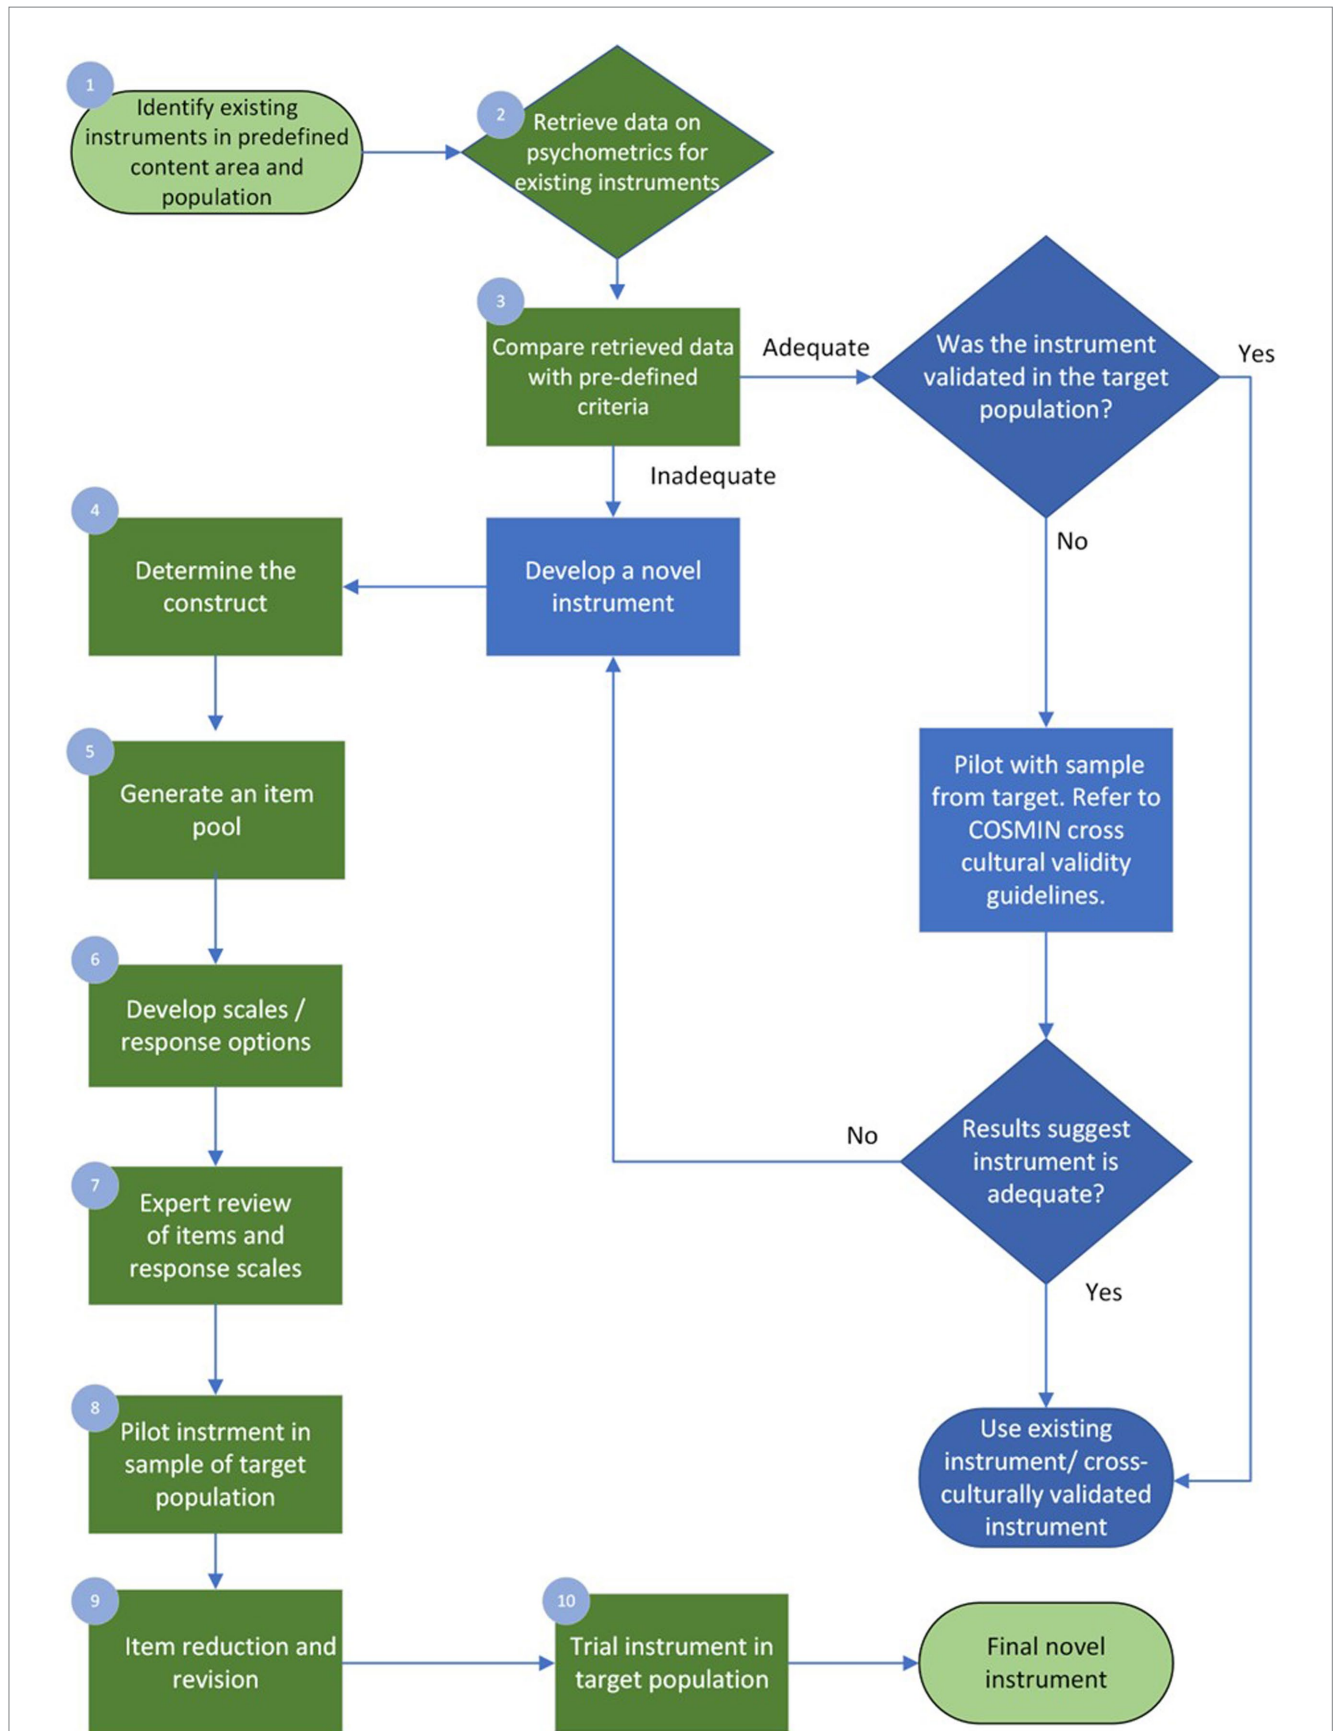 1
Identify existing
instruments in predefined
content area and
population
2
Retrieve data on
psychometrics for
existing instruments
3
Compare retrieved data
with pre-defined
criteria
Adequate
Was the instrument
validated in the target
population?
Yes
Inadequate
No
4
Determine the
construct
Develop a novel
instrument
5
Generate an item
pool
Pilot with sample
from target. Refer to
COSMIN cross
cultural validity
guidelines.
6
Develop scales /
response options
No
Results suggest
instrument is
adequate?
Yes
7
Expert review
of items and
response scales
8
Pilot instrment in
sample of target
population
Use existing
instrument/ cross-
culturally validated
instrument
9
Item reduction and
revision
10
Trial instrument in
target population
Final novel
instrument